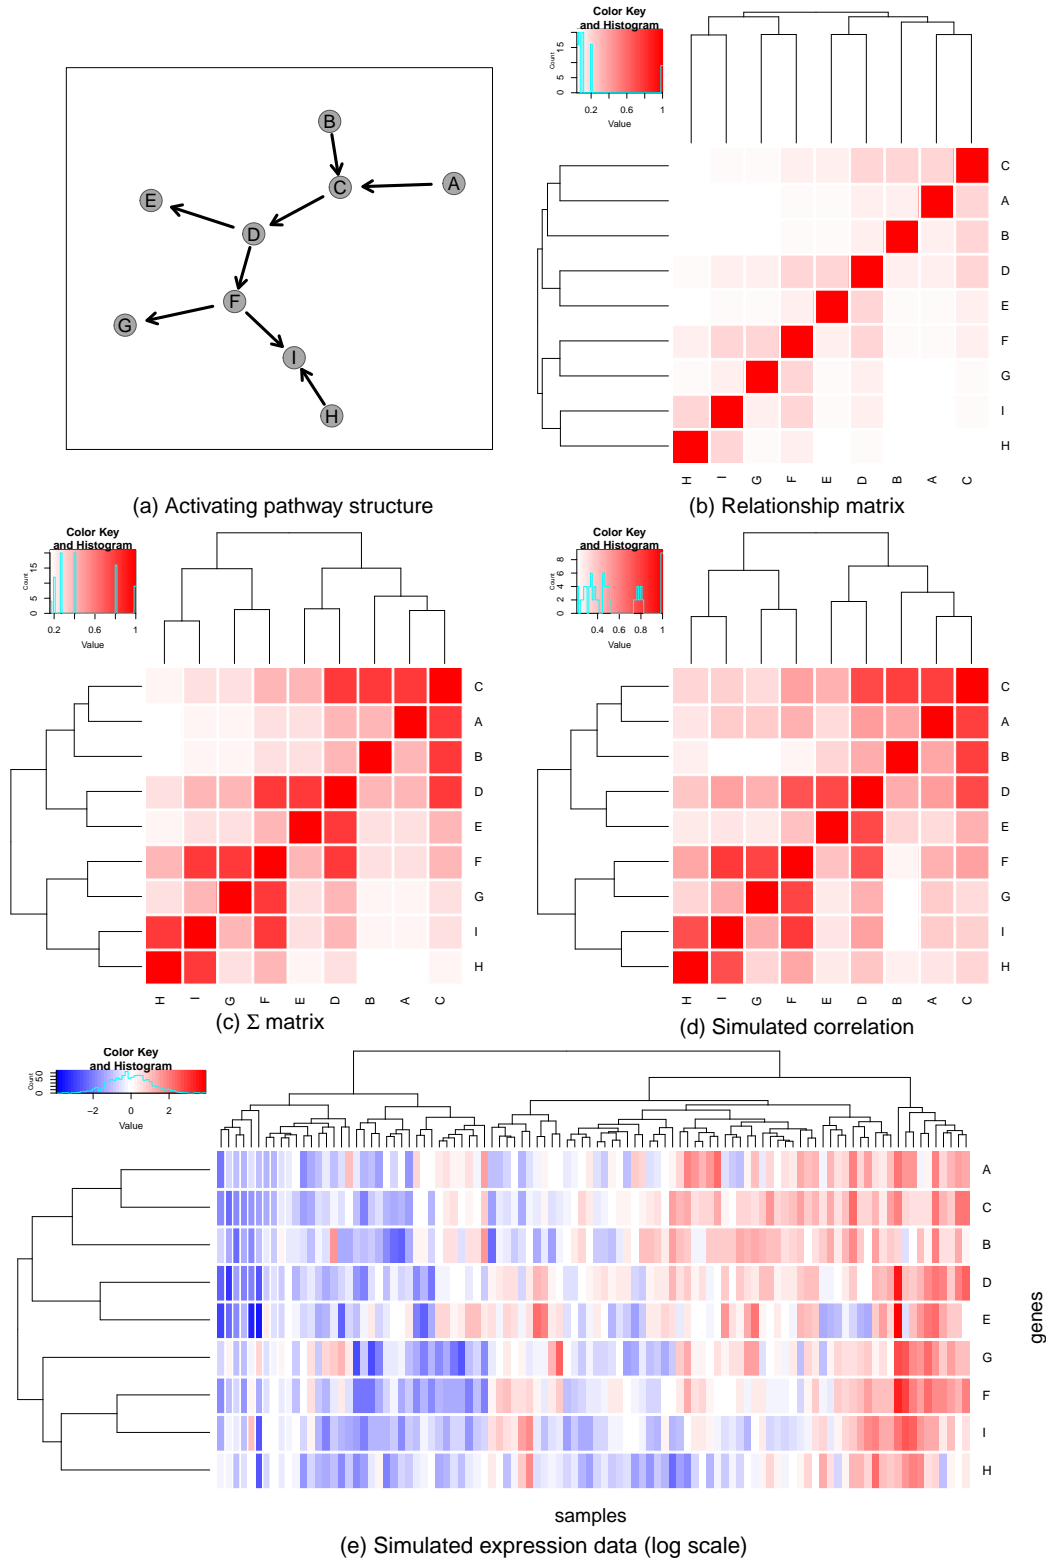 B
C
A
E
D
F
G
I
H
(a) Activating pathway structure
Color Key
and Histogram
Count
0 5 15
0.2 0.6 1
Value
C
A
B
D
E
F
G
I
H
H I G F E D B A C
(b) Relationship matrix
Color Key
and Histogram
Count
0 5 15
0.2 0.6 1
Value
C
A
B
D
E
F
G
I
H
H I G F E D B A C
(c) Σ matrix
Color Key
and Histogram
Count
0 2 4 6 8
0.4 0.8 1
Value
C
A
B
D
E
F
G
I
H
H I G F E D B A C
(d) Simulated correlation
Color Key
and Histogram
Count
0 50
−2 0 2
Value
A
C
B
D
E
G
F
I
H
genes
samples
(e) Simulated expression data (log scale)